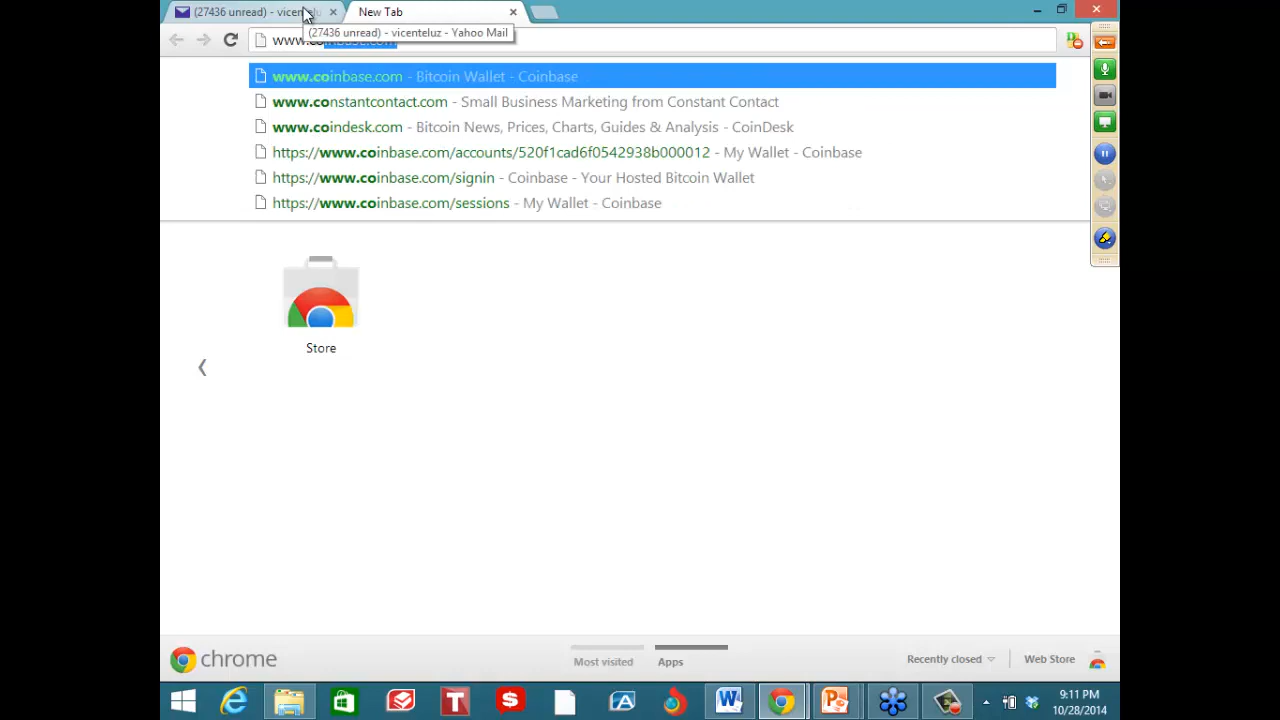 (27436 unread) - vicenteluz
New Tab
(27436 unread) - vicenteluz - Yahoo Mail
www.coinbase.com
www.coinbase.com - Bitcoin Wallet - Coinbase
www.constantcontact.com - Small Business Marketing from Constant Contact
www.coindesk.com - Bitcoin News, Prices, Charts, Guides & Analysis - CoinDesk
https://www.coinbase.com/accounts/520f1cad6f0542938b000012 - My Wallet - Coinbase
https://www.coinbase.com/signin - Coinbase - Your Hosted Bitcoin Wallet
https://www.coinbase.com/sessions - My Wallet - Coinbase
Store
chrome
Most visited
Apps
Recently closed
Web Store
9:11 PM
10/28/2014